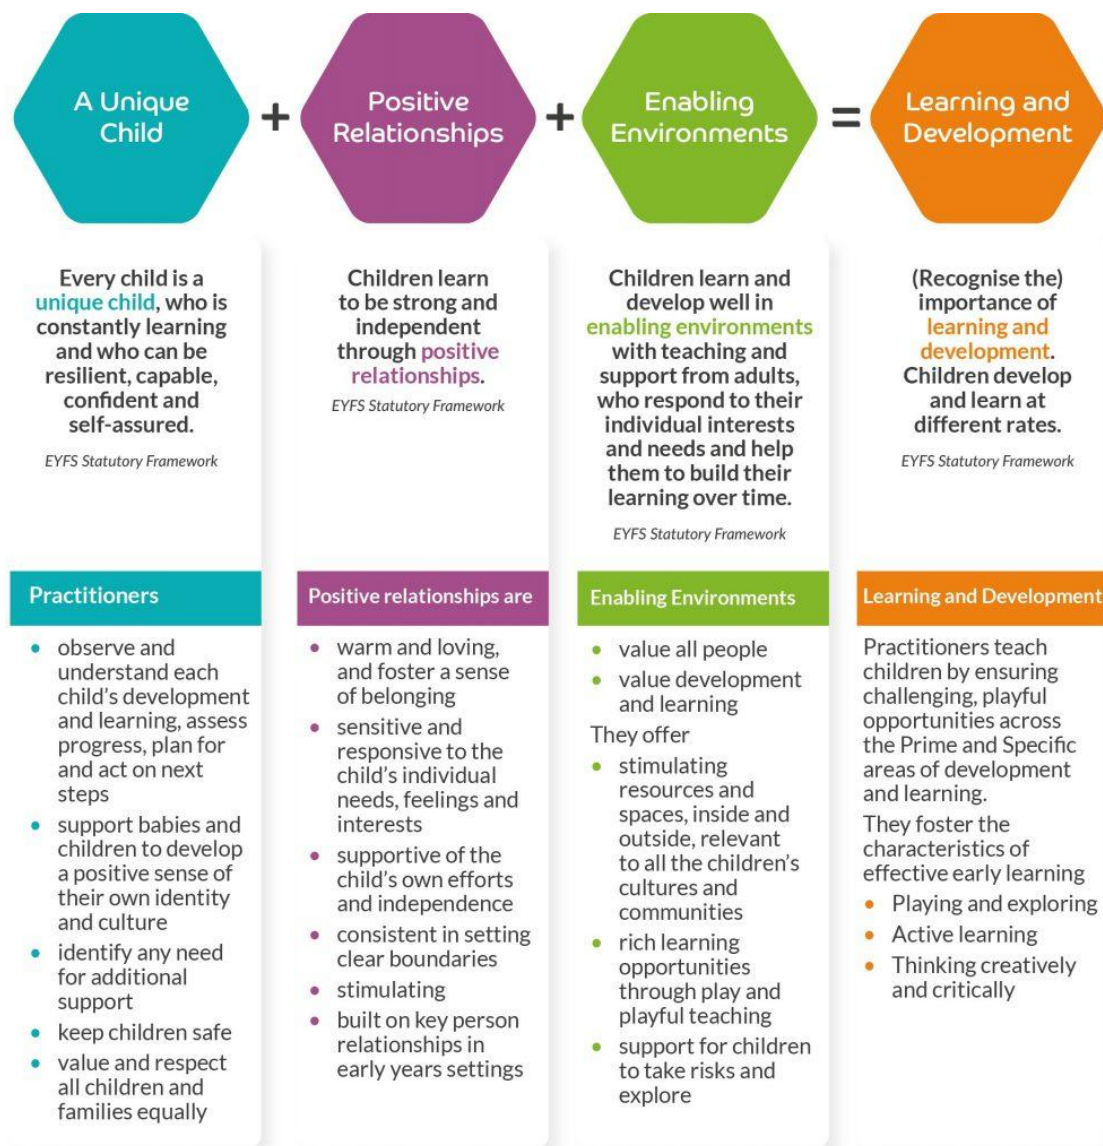 A Unique
Child
+
Positive
Relationships
+
Enabling
Environments
=
Learning and
Development
Every child is a
unique child, who is
constantly learning
and who can be
resilient, capable,
confident and
self-assured.
EYFS Statutory Framework
Children learn
to be strong and
independent
through positive
relationships.
EYFS Statutory Framework
Children learn and
develop well in
enabling environments
with teaching and
support from adults,
who respond to their
individual interests
and needs and help
them to build their
learning over time.
EYFS Statutory Framework
(Recognise the)
importance of
learning and
development.
Children develop
and learn at
different rates.
EYFS Statutory Framework
Practitioners
• observe and
understand each
child's development
and learning, assess
progress, plan for
and act on next
steps
• support babies and
children to develop
a positive sense of
their own identity
and culture
• identify any need
for additional
support
• keep children safe
• value and respect
all children and
families equally
Positive relationships are
• warm and loving,
and foster a sense
of belonging
• sensitive and
responsive to the
child's individual
needs, feelings and
interests
• supportive of the
child's own efforts
and independence
• consistent in setting
clear boundaries
• stimulating
• built on key person
relationships in
early years settings
Enabling Environments
• value all people
• value development
and learning
They offer
• stimulating
resources and
spaces, inside and
outside, relevant
to all the children's
cultures and
communities
• rich learning
opportunities
through play and
playful teaching
• support for children
to take risks and
explore
Learning and Development
Practitioners teach
children by ensuring
challenging, playful
opportunities across
the Prime and Specific
areas of development
and learning.
They foster the
characteristics of
effective early learning
• Playing and exploring
• Active learning
• Thinking creatively
and critically